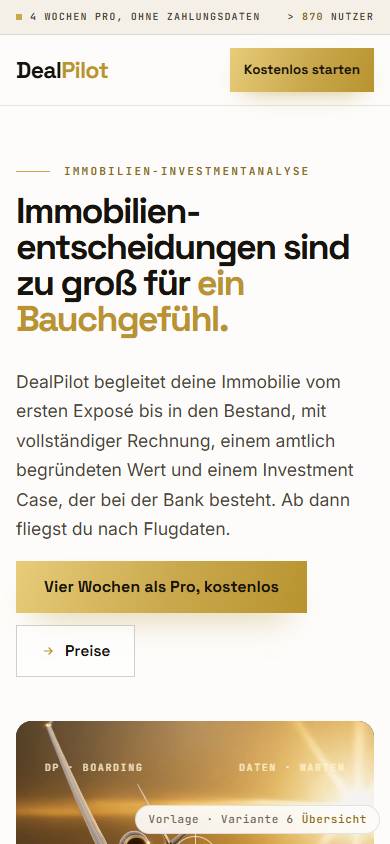 4 WOCHEN PRO, OHNE ZAHLUNGSDATEN > 870 NUTZER
DealPilot Kostenlos starten
IMMOBILIEN-INVESTMENTANALYSE
Immobilien-
entscheidungen sind
zu groß für ein
Bauchgefühl.
DealPilot begleitet deine Immobilie vom
ersten Exposé bis in den Bestand, mit
vollständiger Rechnung, einem amtlich
begründeten Wert und einem Investment
Case, der bei der Bank besteht. Ab dann
fliegst du nach Flugdaten.
Vier Wochen als Pro, kostenlos
→ Preise
DP · BOARDING DATEN · WARTEN
Vorlage · Variante 6 Übersicht